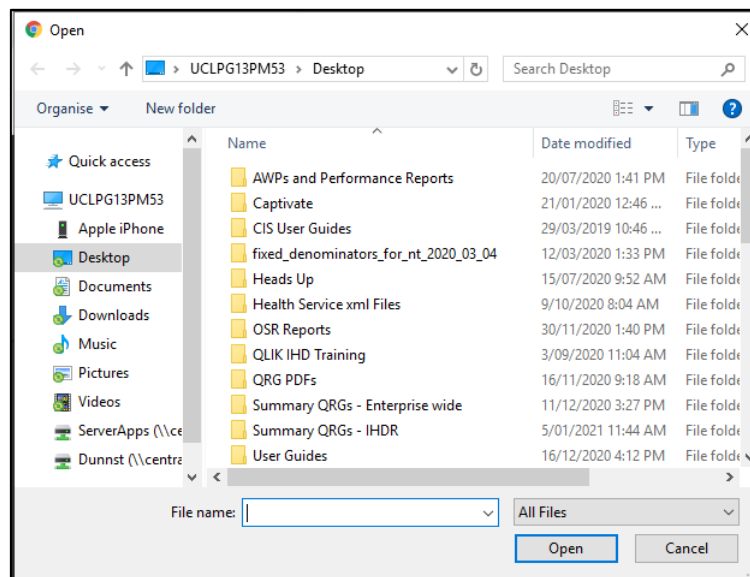 Open
UCLPG13PM53 > Desktop
Search Desktop
Organise
New folder
Name
Date modified
Type
Quick access
UCLPG13PM53
Apple iPhone
Desktop
Documents
Downloads
Music
Pictures
Videos
ServerApps (\\ce
Dunnst (\\centra
AWPs and Performance Reports 20/07/2020 1:41 PM File folde
Captivate 21/01/2020 12:46 ... File folde
CIS User Guides 29/03/2019 10:46 ... File folde
fixed_denominators_for_nt_2020_03_04 12/03/2020 1:33 PM File folde
Heads Up 15/07/2020 9:52 AM File folde
Health Service xml Files 9/10/2020 8:04 AM File folde
OSR Reports 30/11/2020 1:40 PM File folde
QLIK IHD Training 3/09/2020 11:04 AM File folde
QRG PDFs 16/11/2020 9:18 AM File folde
Summary QRGs - Enterprise wide 11/12/2020 3:27 PM File folde
Summary QRGs - IHDR 5/01/2021 11:44 AM File folde
User Guides 16/12/2020 4:12 PM File folde
File name:
All Files
Open
Cancel